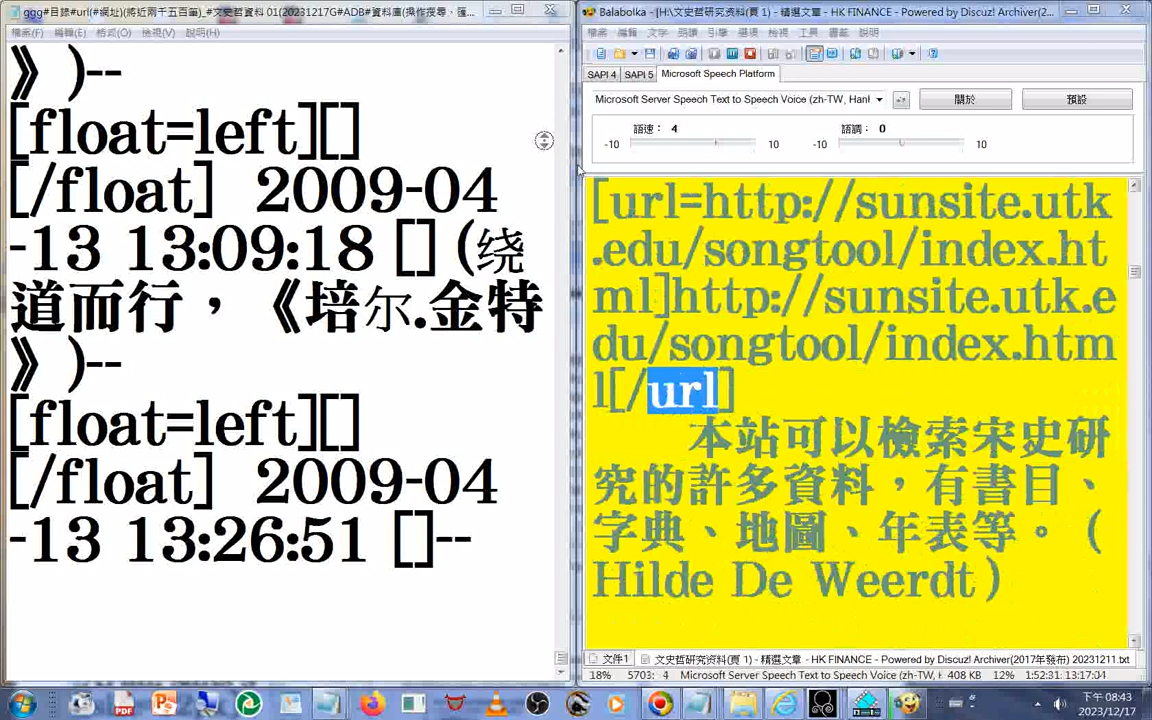 ggg#目錄#url(#網址)(將近兩千五百筆)_#文史哲資料 01(20231217G#ADB#資料庫(操作搜尋、匯...
檔案(F) 編輯(E) 格式(O) 檢視(V) 說明(H)
》)--
[float=left][]
[/float] 2009-04
-13 13:09:18 [] (绕
道而行，《培尔.金特
》)--
[float=left][]
[/float] 2009-04
-13 13:26:51 []--
Balabolka - [H:\文史哲研究资料(頁 1) - 精選文章 - HK FINANCE - Powered by Discuz! Archiver(2...
檔案 編輯 文字 朗讀 引擎 選項 檢視 工具 書籤 說明
SAPI 4 SAPI 5 Microsoft Speech Platform
Microsoft Server Speech Text to Speech Voice (zh-TW, Hanl
關於 預設
語速： 4 語調： 0
-10 10 -10 10
[url=http://sunsite.utk
.edu/songtool/index.ht
ml]http://sunsite.utk.e
du/songtool/index.htm
l[/url]
本站可以檢索宋史研
究的許多資料，有書目、
字典、地圖、年表等。（
Hilde De Weerdt）
文件1 文史哲研究资料(頁 1) - 精選文章 - HK FINANCE - Powered by Discuz! Archiver(2017年發布) 20231211.txt
18% 5703: 4 Microsoft Server Speech Text to Speech Voice (zh-TW, H 408 KB 12% 1:52:31: 13:17:04
下午 08:43
2023/12/17